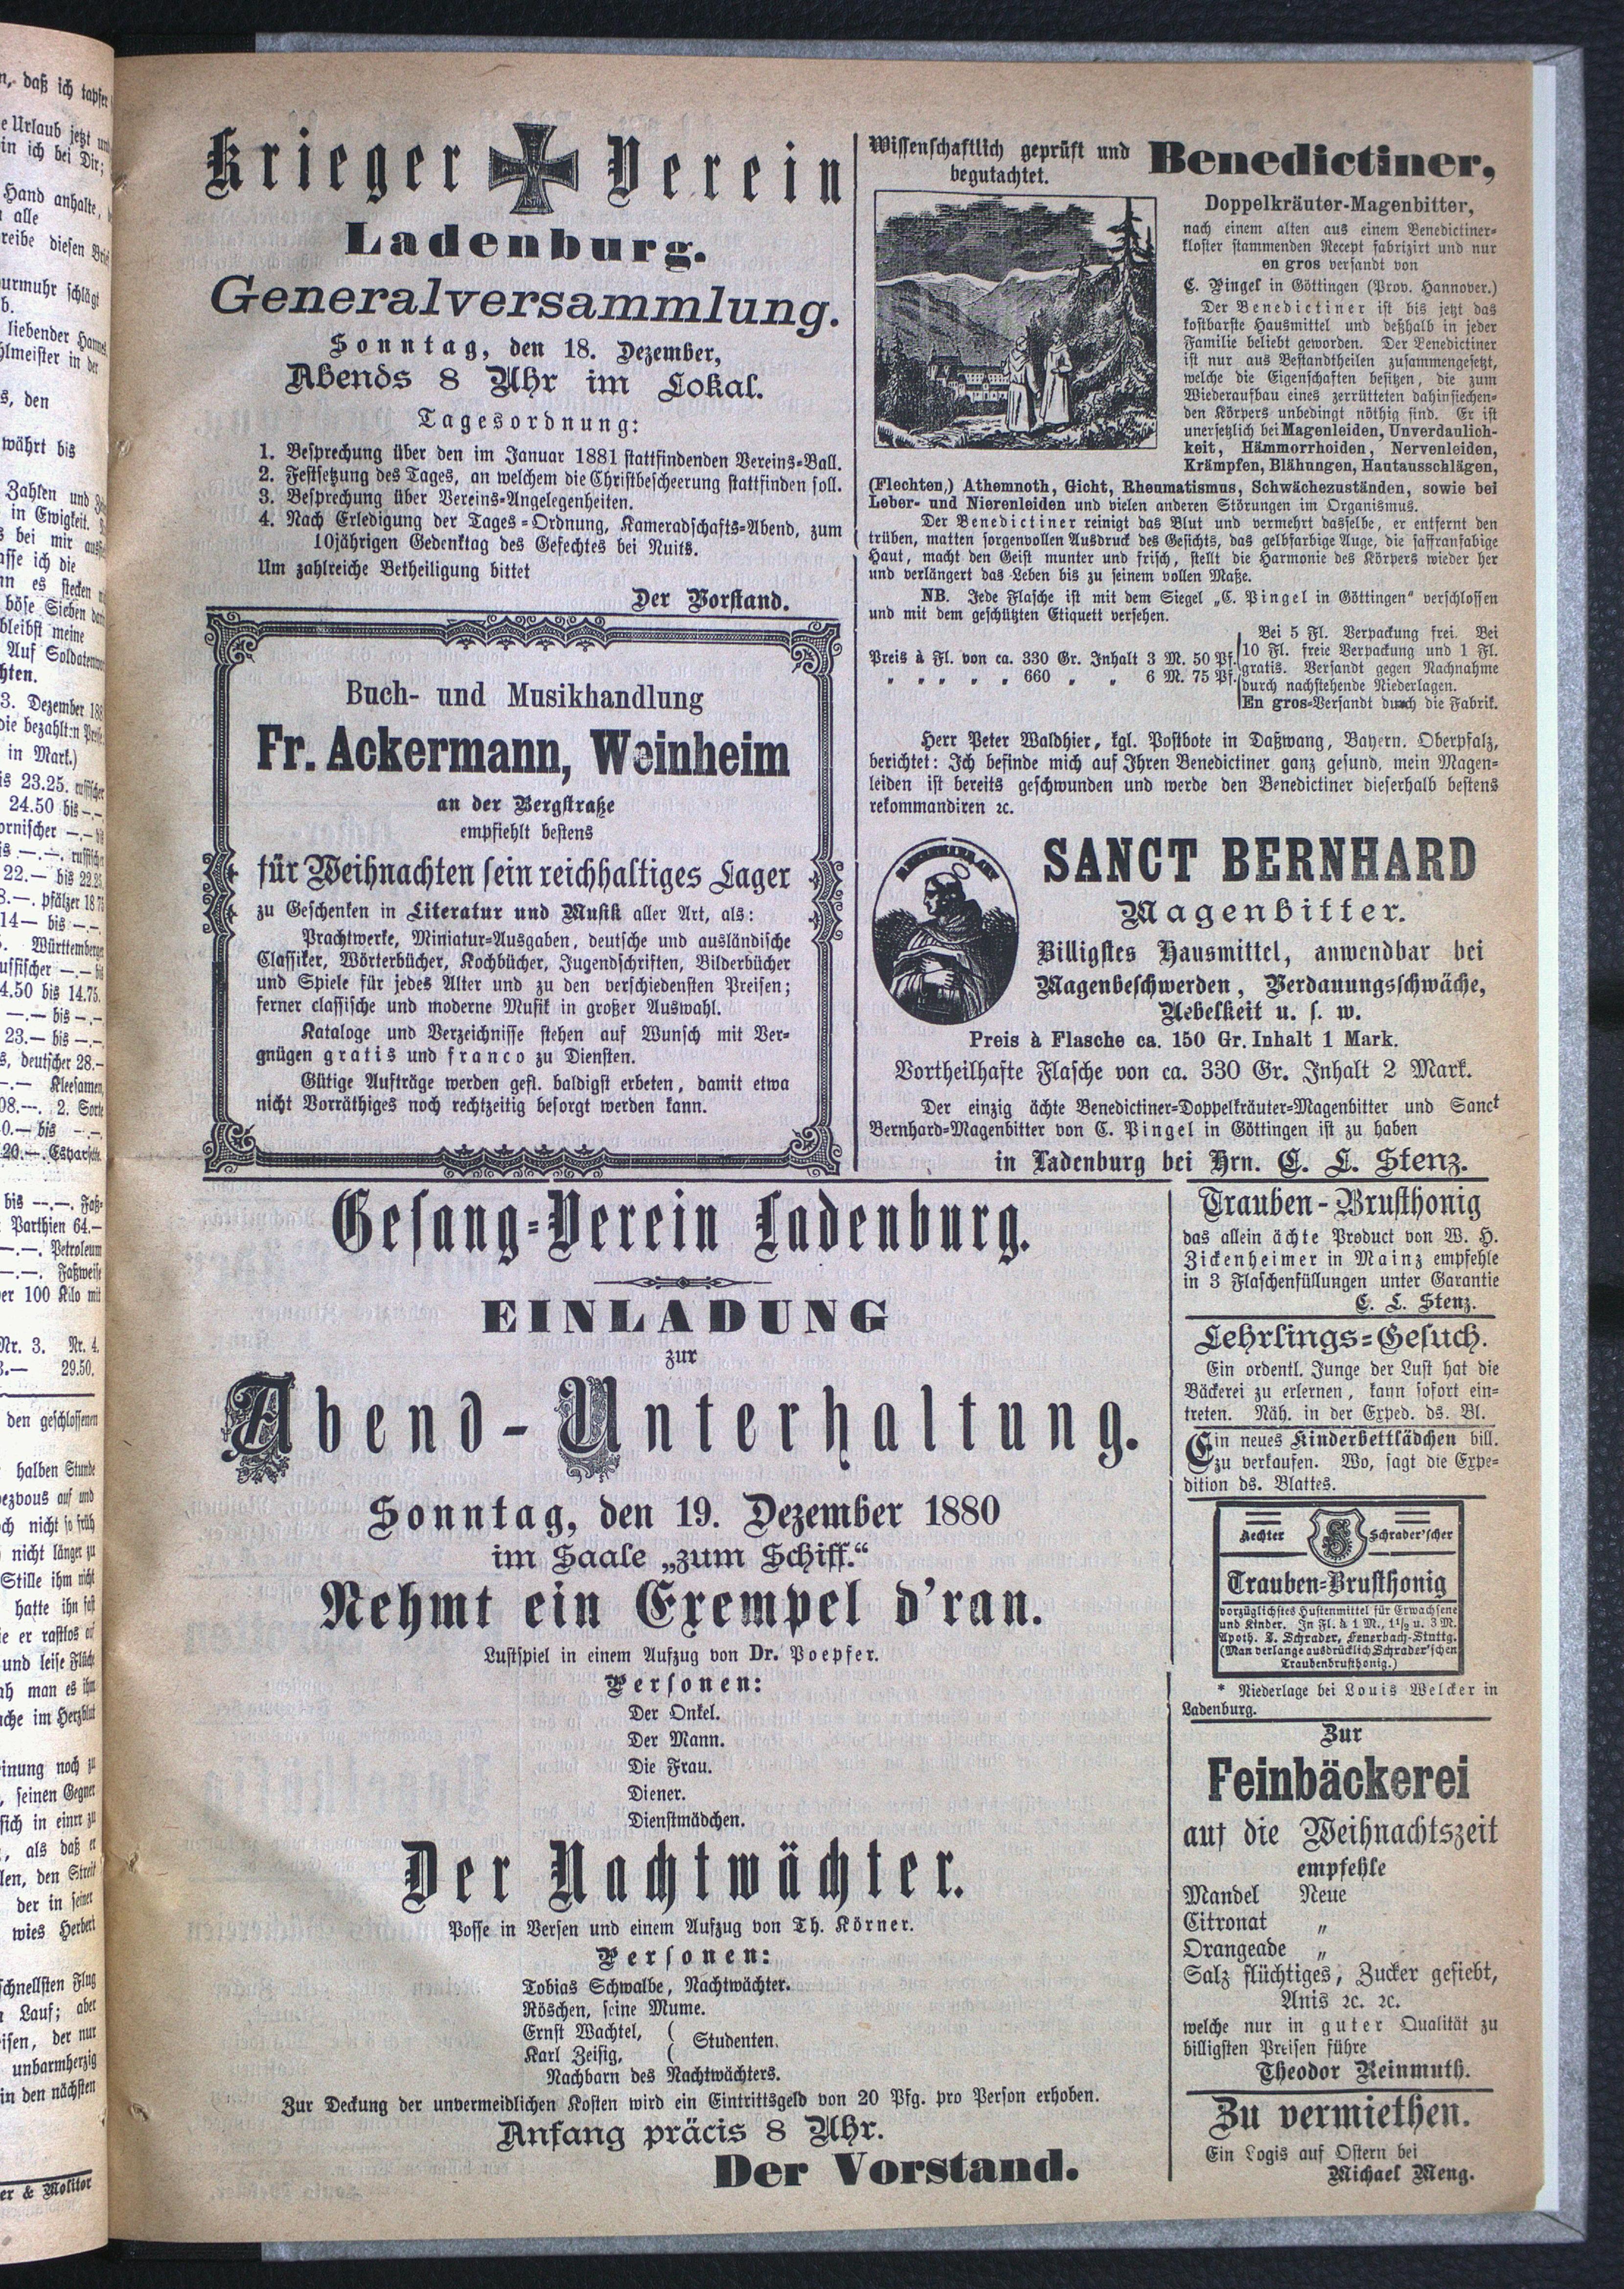 Krieger Verein
1870
Ladenburg.
Generalversammlung.
Sonntag, den 18. Dezember,
Abends 8 Uhr im Lokal.
Tagesordnung:
1. Besprechung über den im Januar 1881 stattfindenden Vereins-Ball.
2. Festsetzung des Tages, an welchem die Christbescheerung stattfinden soll.
3. Besprechung über Vereins-Angelegenheiten.
4. Nach Erledigung der Tages-Ordnung, Kameradschafts-Abend, zum
10jährigen Gedenktag des Gefechtes bei Nuits.
Um zahlreiche Betheiligung bittet
Der Vorstand.
Buch- und Musikhandlung
Fr. Ackermann, Weinheim
an der Bergstraße
empfiehlt bestens
für Weihnachten sein reichhaltiges Lager
zu Geschenken in Literatur und Musik aller Art, als:
Prachtwerke, Miniatur-Ausgaben, deutsche und ausländische
Classiker, Wörterbücher, Kochbücher, Jugendschriften, Bilderbücher
und Spiele für jedes Alter und zu den verschiedensten Preisen;
ferner classische und moderne Musik in großer Auswahl.
Kataloge und Verzeichnisse stehen auf Wunsch mit Ver-
gnügen gratis und franco zu Diensten.
Gütige Aufträge werden gefl. baldigst erbeten, damit etwa
nicht Vorräthiges noch rechtzeitig besorgt werden kann.
Wissenschaftlich geprüft und
begutachtet.
Benedictiner,
Doppelkräuter-Magenbitter,
nach einem alten aus einem Benedictiner-
kloster stammenden Recept fabrizirt und nur
en gros versandt von
C. Pingel in Göttingen (Prov. Hannover.)
Der Benedictiner ist bis jetzt das
kostbarste Hausmittel und deßhalb in jeder
Familie beliebt geworden. Der Benedictiner
ist nur aus Bestandtheilen zusammengesetzt,
welche die Eigenschaften besitzen, die zum
Wiederaufbau eines zerrütteten dahinsiechen-
den Körpers unbedingt nöthig sind. Er ist
unersetzlich bei Magenleiden, Unverdaulich-
keit, Hämmorrhoiden, Nervenleiden,
Krämpfen, Blähungen, Hautausschlägen,
(Flechten,) Athemnoth, Gicht, Rheumatismus, Schwächezuständen, sowie bei
Leber- und Nierenleiden und vielen anderen Störungen im Organismus.
Der Benedictiner reinigt das Blut und vermehrt dasselbe, er entfernt den
trüben, matten sorgenvollen Ausdruck des Gesichts, das gelbfarbige Auge, die saffranfabige
Haut, macht den Geist munter und frisch, stellt die Harmonie des Körpers wieder her
und verlängert das Leben bis zu seinem vollen Maße.
NB. Jede Flasche ist mit dem Siegel „C. Pingel in Göttingen“ verschlossen
und mit dem geschützten Etiquett versehen.
Preis à Fl. von ca. 330 Gr. Inhalt 3 M. 50 Pf.
„ „ „ „ „ 660 „ „ 6 M. 75 Pf.
Bei 5 Fl. Verpackung frei. Bei
10 Fl. freie Verpackung und 1 Fl.
gratis. Versandt gegen Nachnahme
durch nachstehende Niederlagen.
En gros-Versandt durch die Fabrik.
Herr Peter Waldhier, kgl. Postbote in Daßwang, Bayern. Oberpfalz,
berichtet: Ich befinde mich auf Ihren Benedictiner ganz gesund, mein Magen-
leiden ist bereits geschwunden und werde den Benedictiner dieserhalb bestens
rekommandiren ꝛc.
SANCT BERNHARD
Magenbitter.
Billigstes Hausmittel, anwendbar bei
Magenbeschwerden, Verdauungsschwäche,
Uebelkeit u. s. w.
Preis à Flasche ca. 150 Gr. Inhalt 1 Mark.
Vortheilhafte Flasche von ca. 330 Gr. Inhalt 2 Mark.
Der einzig ächte Benedictiner-Doppelkräuter-Magenbitter und Sanct
Bernhard-Magenbitter von C. Pingel in Göttingen ist zu haben
in Ladenburg bei Hrn. C. L. Stenz.
Gesang-Verein Ladenburg.
EINLADUNG
zur
Abend-Unterhaltung.
Sonntag, den 19. Dezember 1880
im Saale „zum Schiff.“
Nehmt ein Exempel d'ran.
Lustspiel in einem Aufzug von Dr. Poepfer.
Personen:
Der Onkel.
Der Mann.
Die Frau.
Diener.
Dienstmädchen.
Der Nachtwächter.
Posse in Versen und einem Aufzug von Th. Körner.
Personen:
Tobias Schwalbe, Nachtwächter.
Röschen, seine Mume.
Ernst Wachtel, (
Karl Zeisig, ( Studenten.
Nachbarn des Nachtwächters.
Zur Deckung der unvermeidlichen Kosten wird ein Eintrittsgeld von 20 Pfg. pro Person erhoben.
Anfang präcis 8 Uhr.
Der Vorstand.
Trauben-Brusthonig
das allein ächte Product von W. H.
Zickenheimer in Mainz empfehle
in 3 Flaschenfüllungen unter Garantie
C. L. Stenz.
Lehrlings-Gesuch.
Ein ordentl. Junge der Lust hat die
Bäckerei zu erlernen, kann sofort ein-
treten. Näh. in der Exped. ds. Bl.
Ein neues Kinderbettlädchen bill.
zu verkaufen. Wo, sagt die Expe-
dition ds. Blattes.
Aechter Schrader'scher
Trauben-Brusthonig
vorzüglichstes Hustenmittel für Erwachsene
und Kinder. In Fl. à 1 M., 1½ u. 3 M.
Apoth. J. Schrader, Feuerbach-Stuttg.
(Man verlange ausdrücklich Schrader'schen
Traubenbrusthonig.)
* Niederlage bei Louis Welcker in
Ladenburg.
Zur
Feinbäckerei
auf die Weihnachtszeit
empfehle
Mandel Neue
Citronat „
Orangeade „
Salz flüchtiges, Zucker gesiebt,
Anis ꝛc. ꝛc.
welche nur in guter Qualität zu
billigsten Preisen führe
Theodor Reinmuth.
Zu vermiethen.
Ein Logis auf Ostern bei
Michael Meng.